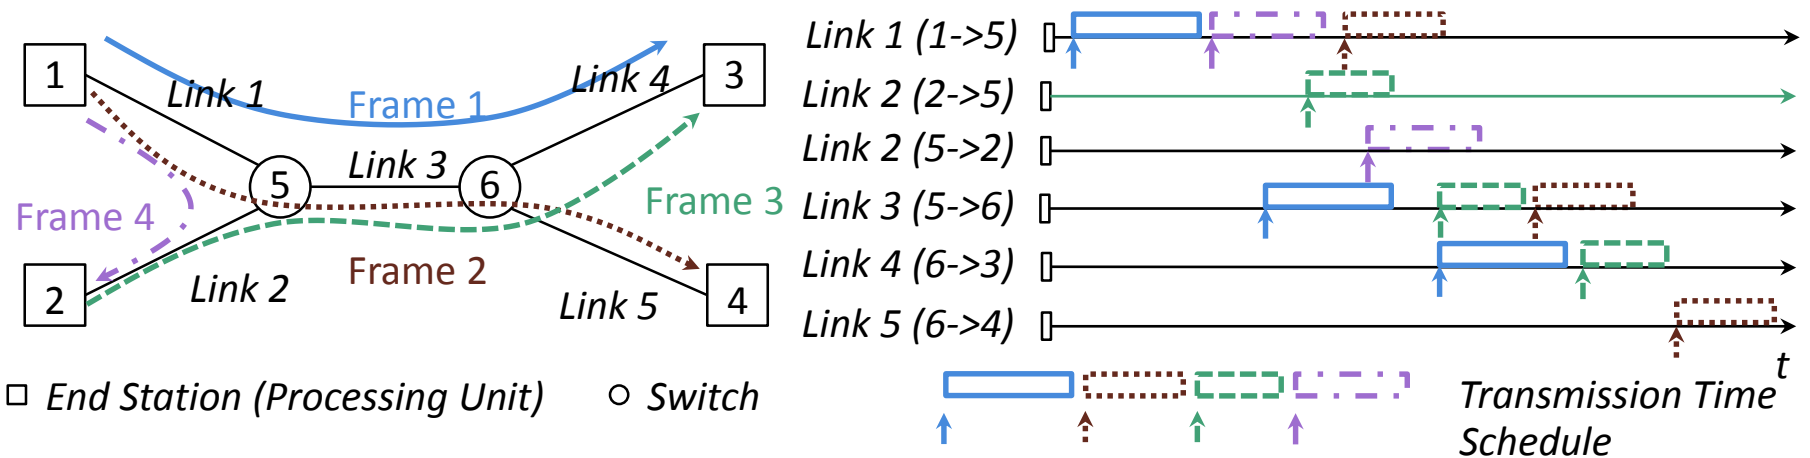 1
Link 1
Frame 1
Link 4
3
5
Link 3
6
Frame 4
Frame 3
2
Link 2
Frame 2
Link 5
4
End Station (Processing Unit)
Switch
Link 1 (1->5)
Link 2 (2->5)
Link 2 (5->2)
Link 3 (5->6)
Link 4 (6->3)
Link 5 (6->4)
t
Transmission Time
Schedule